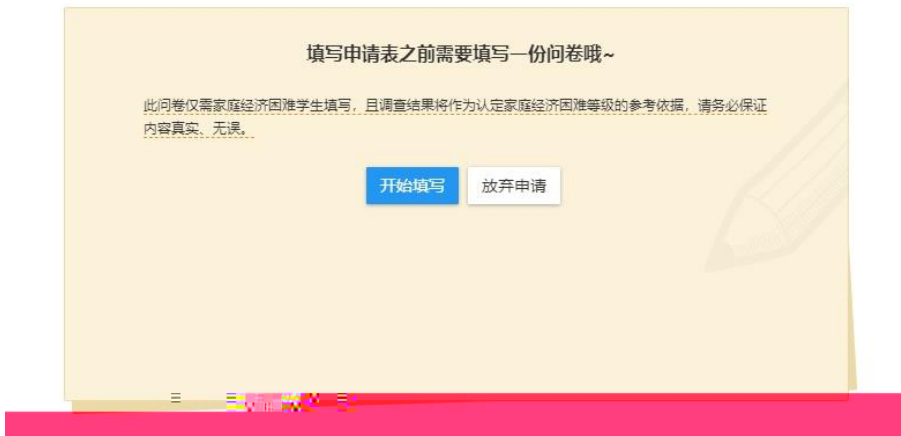 填写申请表之前需要填写一份问卷哦~
此问卷仅需家庭经济困难学生填写，且调查结果将作为认定家庭经济困难等级的参考依据，请务必保证
内容真实、无误。
开始填写 放弃申请